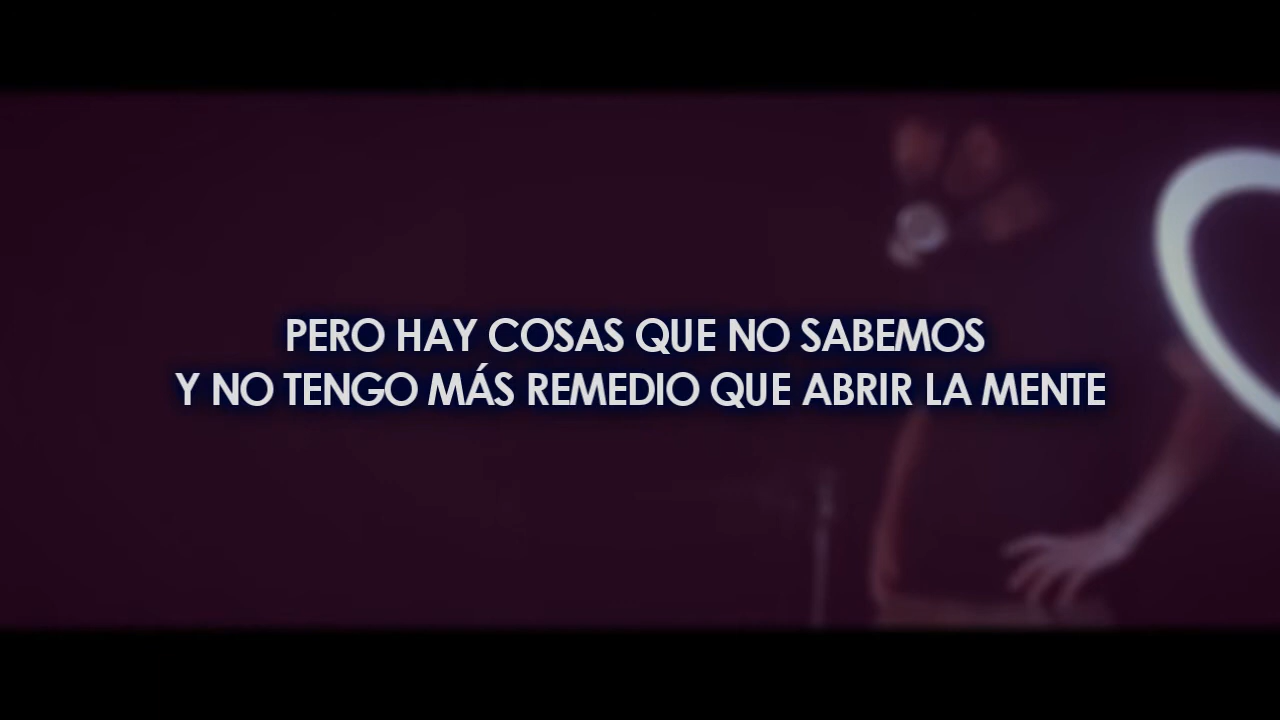 PERO HAY COSAS QUE NO SABEMOS
Y NO TENGO MÁS REMEDIO QUE ABRIR LA MENTE